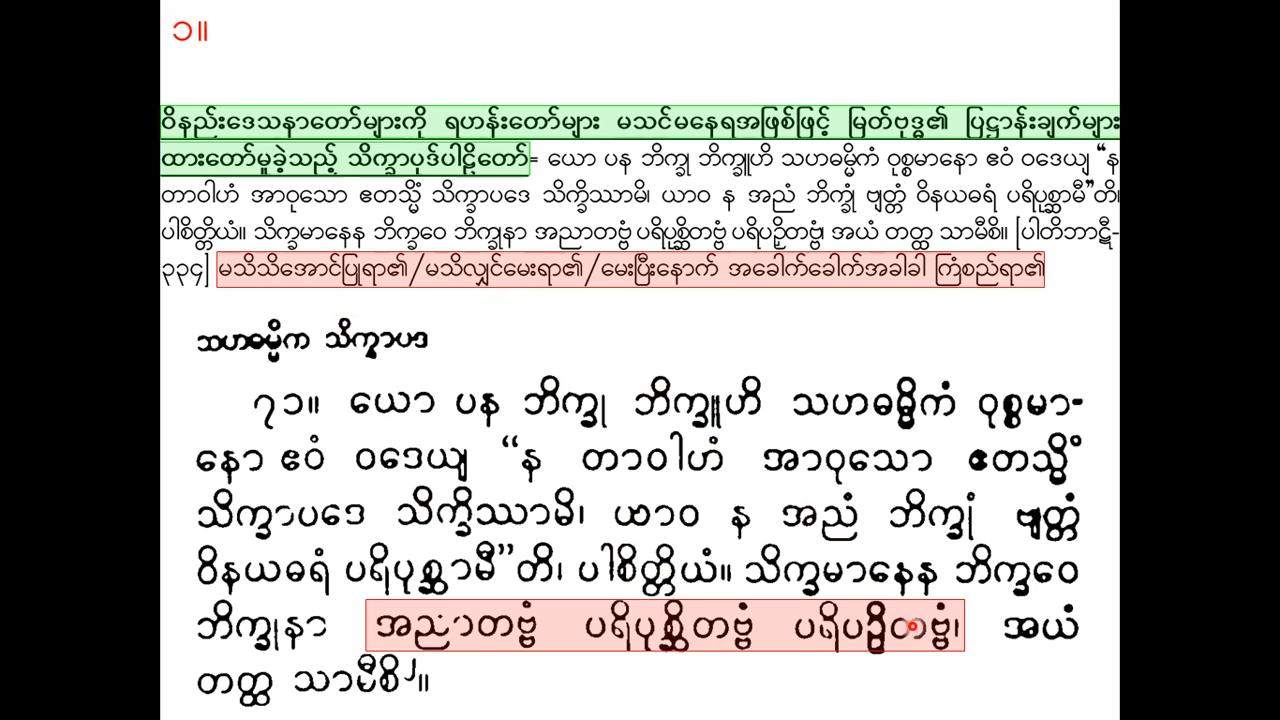 ၁။
ဝိနည်းဒေသနာတော်များကို ရဟန်းတော်များ မသင်မနေရအဖြစ်ဖြင့် မြတ်ဗုဒ္ဓ၏ ပြဋ္ဌာန်းချက်များ
ထားတော်မူခဲ့သည့် သိက္ခာပုဒ်ပါဠိတော်= ယော ပန ဘိက္ခု ဘိက္ခူဟိ သဟဓမ္မိကံ ဝုစ္စမာနော ဧဝံ ဝဒေယျ “န
တာဝါဟံ အာဝုသော ဧတသ္မိံ သိက္ခာပဒေ သိက္ခိဿာမိ၊ ယာဝ န အညံ ဘိက္ခုံ ဗျတ္တံ ဝိနယဓရံ ပရိပုစ္ဆာမီ”တိ၊
ပါစိတ္တိယံ။ သိက္ခမာနေန ဘိက္ခဝေ ဘိက္ခုနာ အညာတဗ္ဗံ ပရိပုစ္ဆိတဗ္ဗံ ပရိပဉှိတဗ္ဗံ၊ အယံ တတ္ထ သာမီစိ။ [ပါတိဘာဋီ-
၃၃၄] မသိသိအောင်ပြုရာ၏/မသိလျှင်မေးရာ၏/မေးပြီးနောက် အခေါက်ခေါက်အခါခါ ကြံစည်ရာ၏
သဟဓမ္မိက သိက္ခာပဒ
၇၁။ ယော ပန ဘိက္ခု ဘိက္ခူဟိ သဟဓမ္မိကံ ဝုစ္စမာ-
နော ဧဝံ ဝဒေယျ “န တာဝါဟံ အာဝုသော ဧတသ္မိံ
သိက္ခာပဒေ သိက္ခိဿာမိ၊ ယာဝ န အညံ ဘိက္ခုံ ဗျတ္တံ
ဝိနယဓရံ ပရိပုစ္ဆာမီ”တိ၊ ပါစိတ္တိယံ။ သိက္ခမာနေန ဘိက္ခဝေ
ဘိက္ခုနာ အညာတဗ္ဗံ ပရိပုစ္ဆိတဗ္ဗံ ပရိပဉှိတဗ္ဗံ၊ အယံ
တတ္ထ သာမီစိ၂။